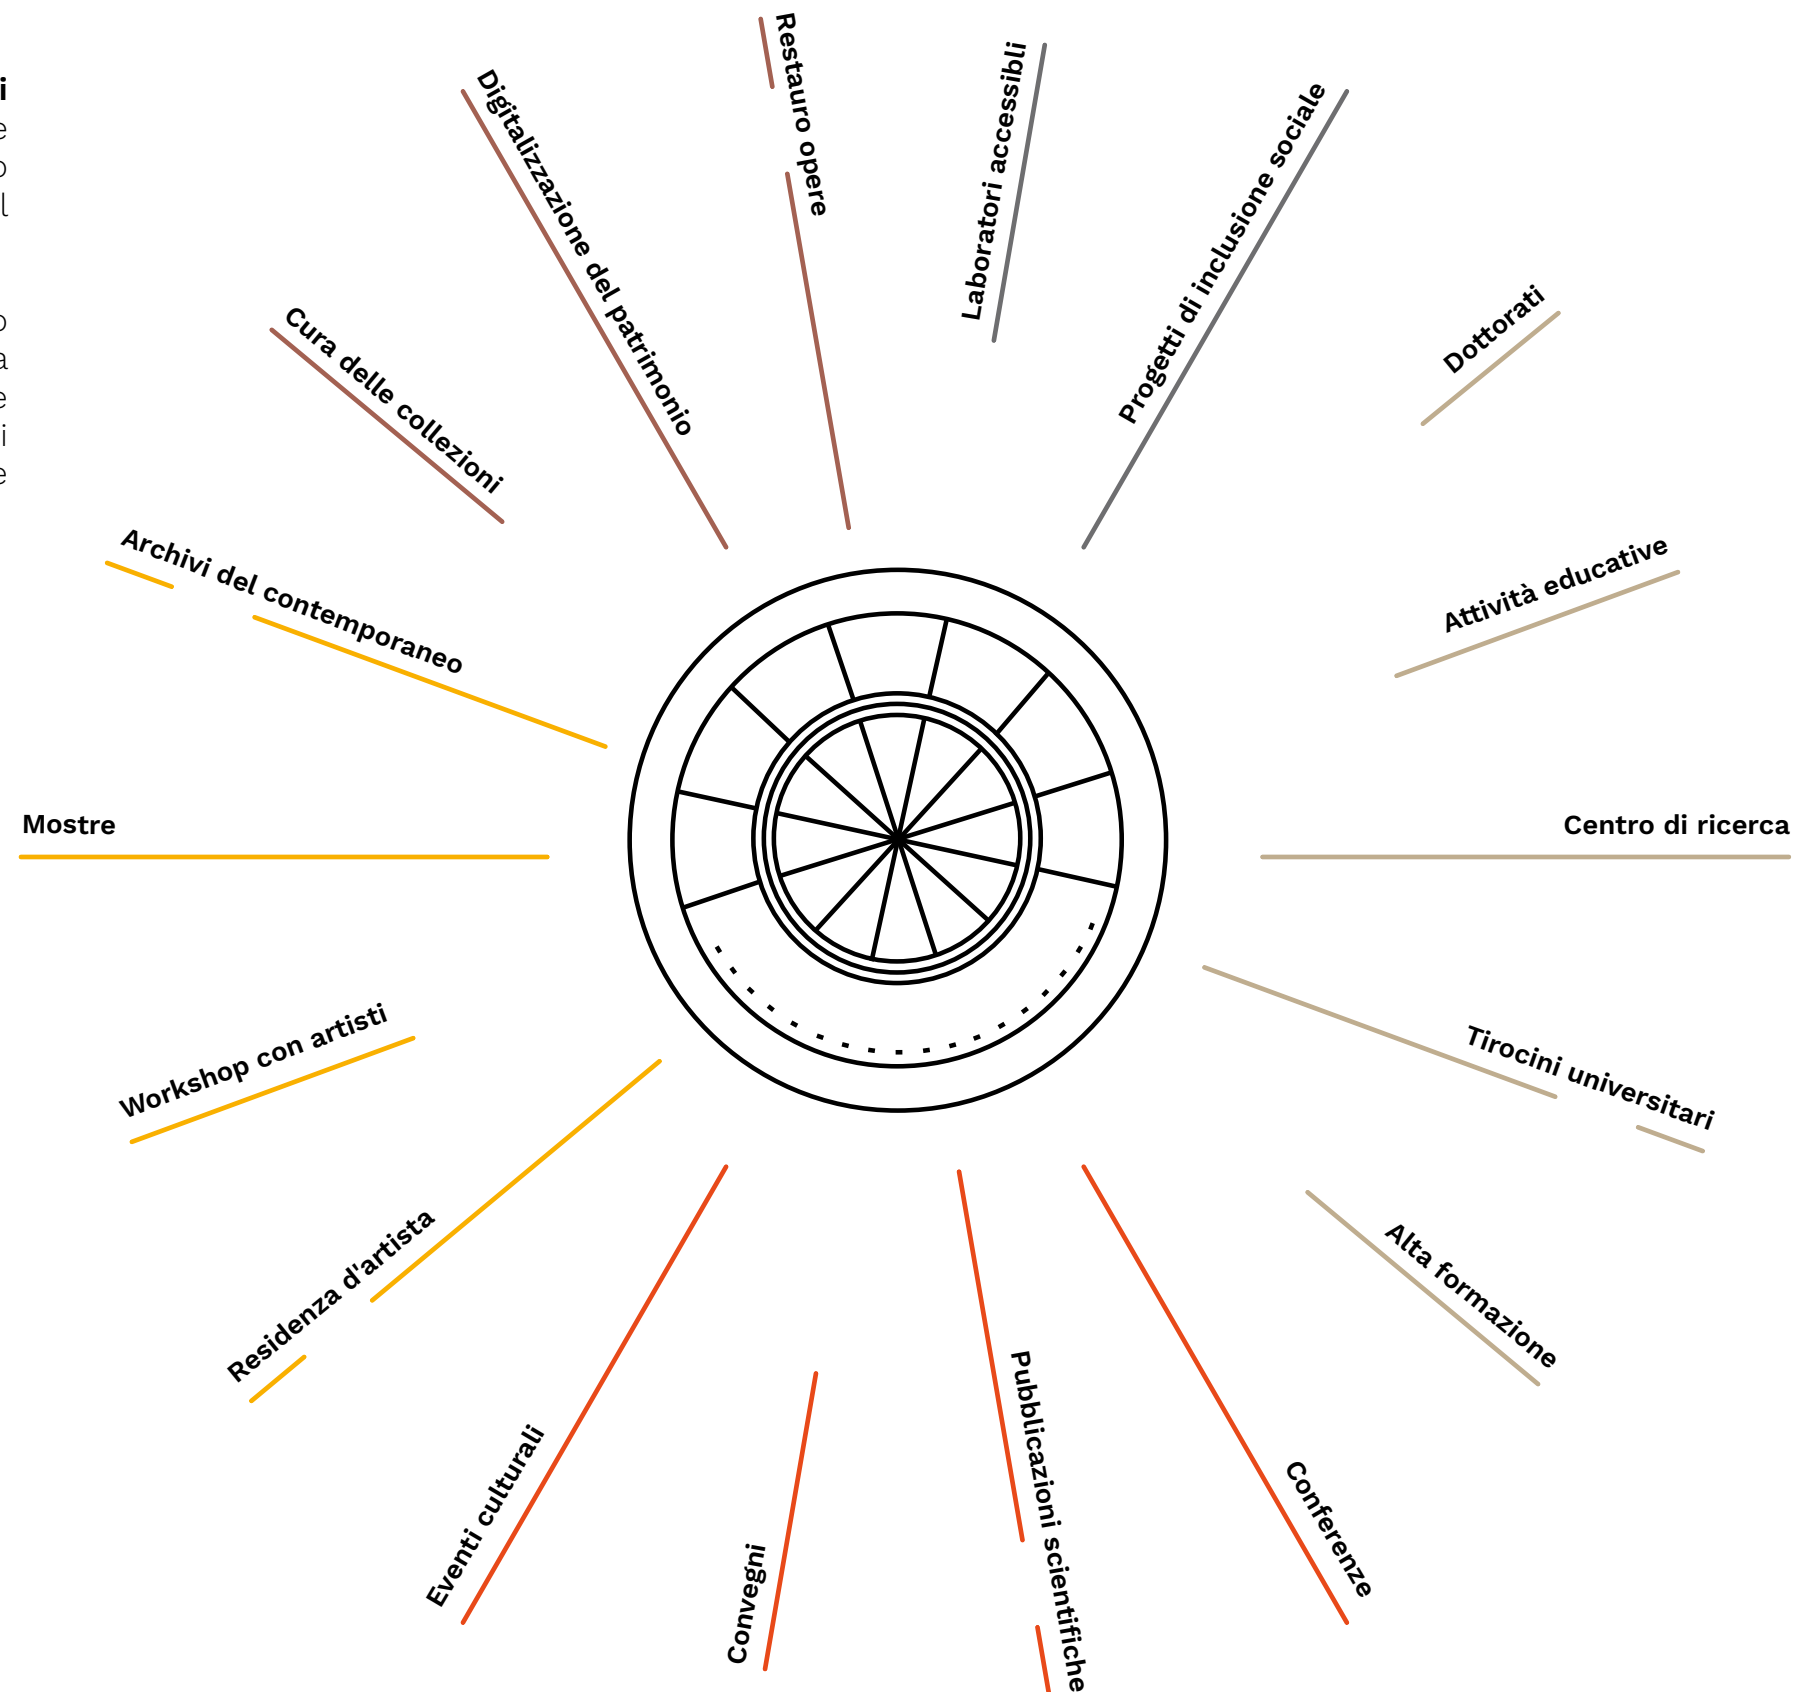 i
e
o
l
o
a
e
i
e
Restauro opere
Laboratori accessibli
Digitalizzazione del patrimonio
Progetti di inclusione sociale
Cura delle collezioni
Dottorati
Archivi del contemporaneo
Attività educative
Mostre
Centro di ricerca
Workshop con artisti
Tirocini universitari
Residenza d'artista
Alta formazione
Eventi culturali
Convegni
Pubblicazioni scientifiche
Conferenze